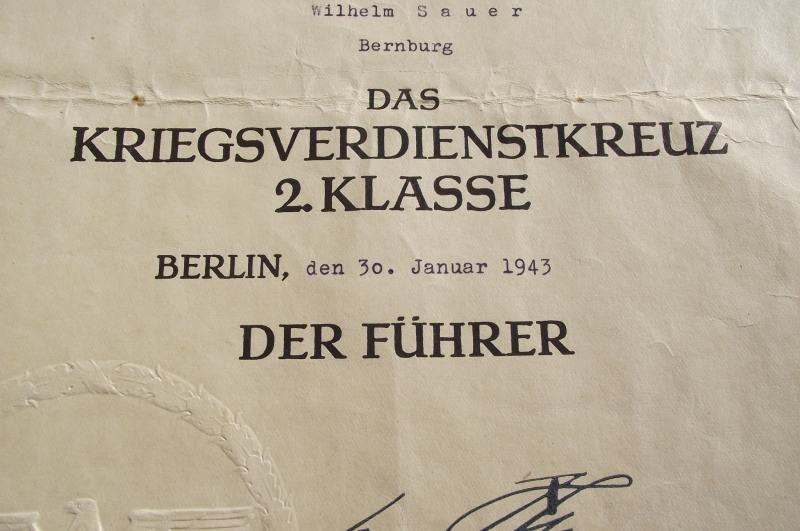 Wilhelm Sauer
Bernburg
DAS
KRIEGSVERDIENSTKREUZ
2. KLASSE
BERLIN, den 30. Januar 1943
DER FÜHRER